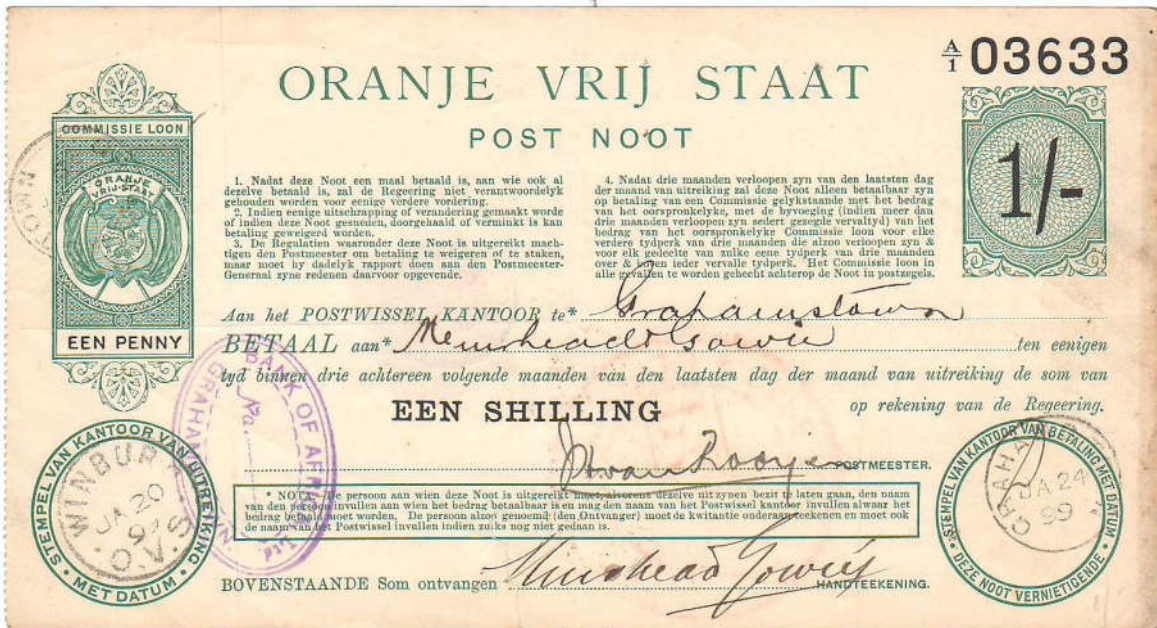 A/1 03633
ORANJE VRIJ STAAT
POST NOOT
COMMISSIE LOON
ORANJE
VRIJ-STAAT
EEN PENNY
TOWN
1/-
1. Nadat deze Noot een maal betaald is, aan wie ook al
dezelve betaald is, zal de Regeering niet verantwoordelyk
gehouden worden voor eenige verdere vordering.
2. Indien eenige uitschrapping of verandering gemaakt worde
of indien deze Noot gesneden, doorgehaald of verminkt is kan
betaling geweigerd worden.
3. De Regulatien waaronder deze Noot is uitgereikt mach-
tigen den Postmeester om betaling te weigeren of te staken,
maar moet hy dadelyk rapport doen aan den Postmeester-
Generaal zyne redenen daarvoor opgevende.
4. Nadat drie maanden verloopen zyn van den laatsten dag
der maand van uitreiking zal deze Noot alleen betaalbaar zyn
op betaling van een Commissie gelykstaande met het bedrag
van het oorspronkelyke, met de byvoeging (indien meer dan
drie maanden verloopen zyn sedert gezegde vervaltyd) van het
bedrag van het oorspronkelyke Commissie loon voor elke
verdere tydperk van drie maanden die alzoo verloopen zyn &
voor elk gedeelte van zulke eene tydperk van drie maanden
over & boven ieder vervalle tydperk. Het Commissie loon in
alle gevallen te worden gehecht achterop de Noot in postzegels.
Aan het POSTWISSEL KANTOOR te* Grahamstown
BETAAL aan* Muirhead & Gowie ten eenigen
tyd binnen drie achtereen volgende maanden van den laatsten dag der maand van uitreiking de som van
EEN SHILLING op rekening van de Regeering.
van Rooyen POSTMEESTER.
BANK OF AFRICA Ltd
GRAHAMSTOWN
No.
* NOTA. De persoon aan wien deze Noot is uitgereikt moet, alvorens dezelve uit zynen bezit te laten gaan, den naam
van den persoon invullen aan wien het bedrag betaalbaar is en mag den naam van het Postwissel kantoor invullen alwaar het
bedrag betaald moet worden. De persoon alzoo genoemd (den Ontvanger) moet de kwitantie onderaan teekenen en moet ook
de naam van het Postwissel invullen indien zulks nog niet gedaan is.
BOVENSTAANDE Som ontvangen Muirhead Gowie HANDTEEKENING.
STEMPEL VAN KANTOOR VAN UITREIKING
• MET DATUM •
WINBURG
JA 20
99
O.V.S.
STEMPEL VAN KANTOOR VAN BETALING MET DATUM
DEZE NOOT VERNIETIGENDE
GRAHA N
JA 24
99